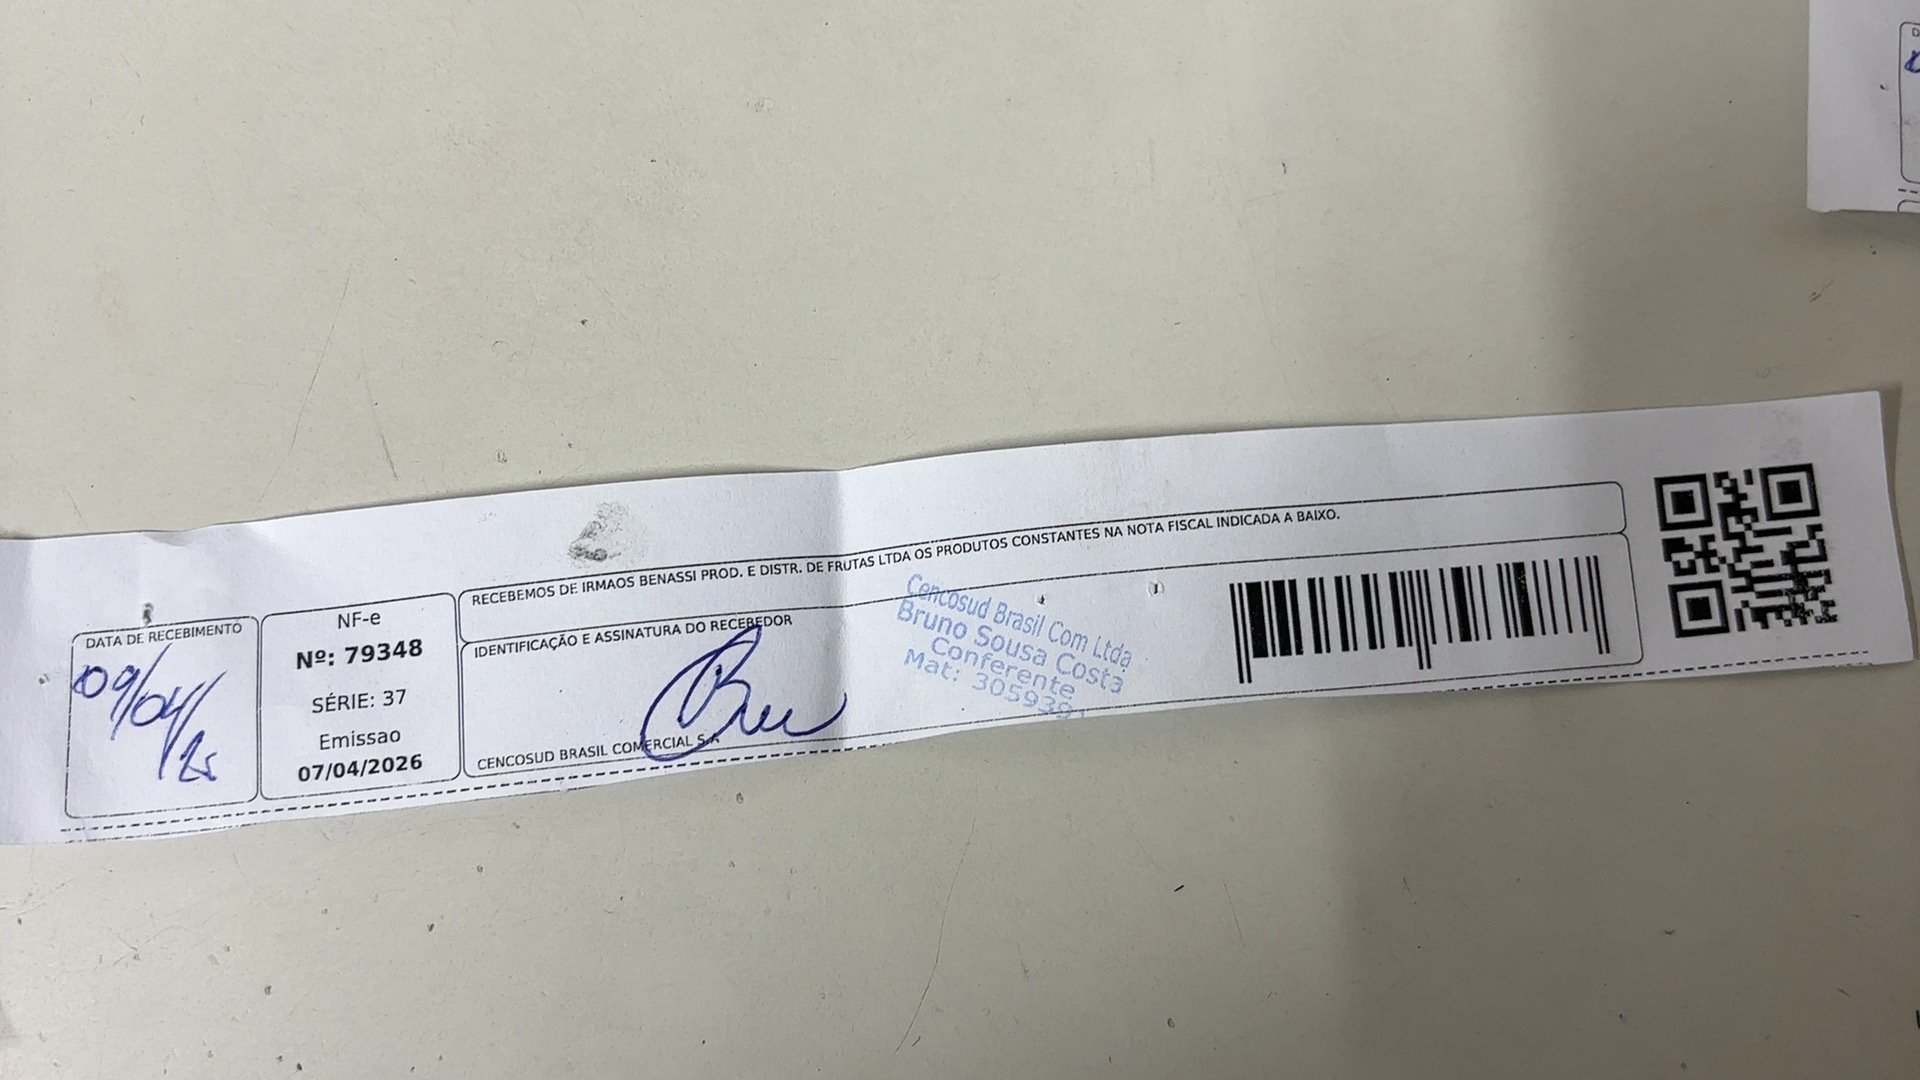 RECEBEMOS DE IRMAOS BENASSI PROD. E DISTR. DE FRUTAS LTDA OS PRODUTOS CONSTANTES NA NOTA FISCAL INDICADA A BAIXO.
DATA DE RECEBIMENTO
09/04/
NF-e
Nº: 79348
SÉRIE: 37
Emissao
07/04/2026
IDENTIFICAÇÃO E ASSINATURA DO RECEBEDOR
CENCOSUD BRASIL COMERCIAL S.A
Cencosud Brasil Com Ltda
Bruno Sousa Costa
Conferente
Mat: